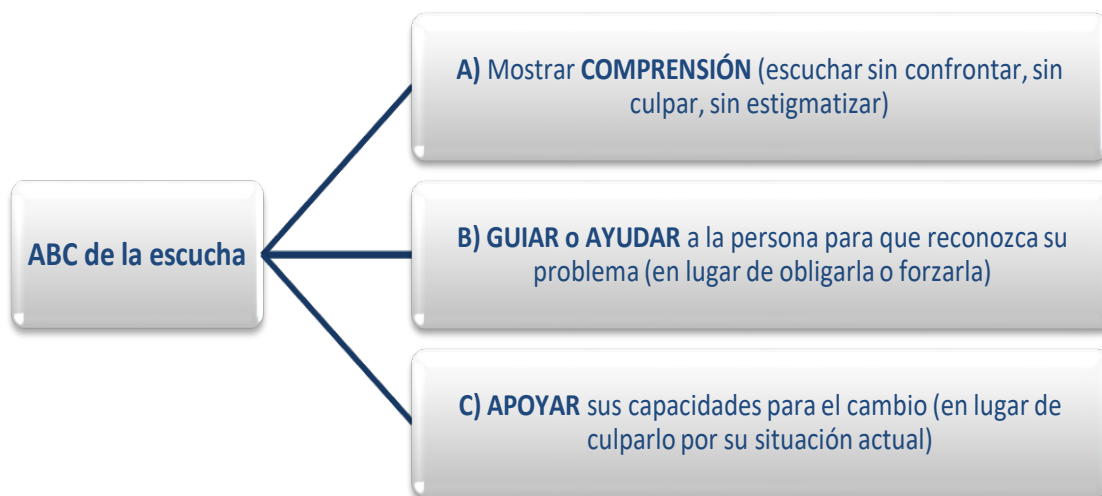 ABC de la escucha
A) Mostrar COMPRENSIÓN (escuchar sin confrontar, sin
culpar, sin estigmatizar)
B) GUIAR o AYUDAR a la persona para que reconozca su
problema (en lugar de obligarla o forzarla)
C) APOYAR sus capacidades para el cambio (en lugar de
culparlo por su situación actual)